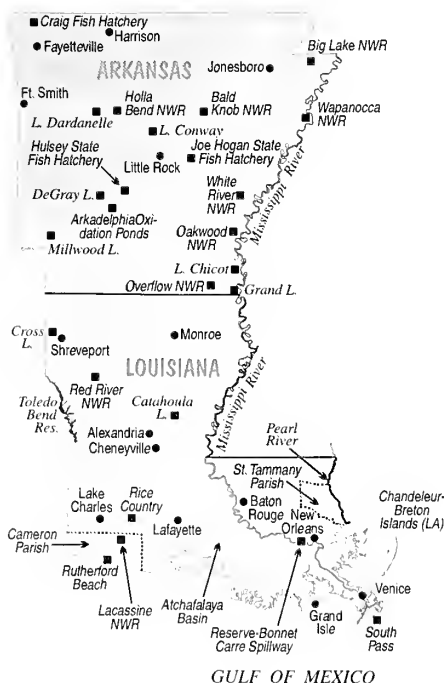 Craig Fish Hatchery
Harrison
Fayetteville
Big Lake NWR
ARKANSAS
Jonesboro
Ft. Smith
Holla
Bend NWR
Bald
Knob NWR
Wapanocca
NWR
L. Dardanelle
L. Conway
Hulsey State
Fish Hatchery
Joe Hogan State
Fish Hatchery
Little Rock
DeGray L.
White
River
NWR
Mississippi River
ArkadelphiaOxi-
dation Ponds
Oakwood
NWR
Millwood L.
L. Chicot
Overflow NWR
Grand L.
Cross
L.
Monroe
Shreveport
LOUISIANA
Red River
NWR
Catahoula
L.
Toledo
Bend
Res.
Mississippi River
Alexandria
Cheneyville
Pearl
River
St. Tammany
Parish
Lake
Charles
Rice
Country
Baton
Rouge
New
Orleans
Chandeleur-
Breton
Islands (LA)
Cameron
Parish
Lafayette
Rutherford
Beach
Venice
Lacassine
NWR
Atchafalaya
Basin
Grand
Isle
Reserve-Bonnet
Carre Spillway
South
Pass
GULF OF MEXICO